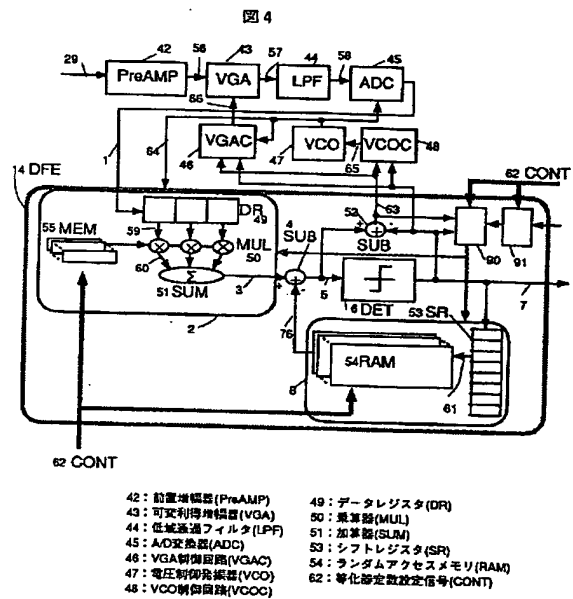 図4
42 56 43 57 44 58 45
29
PreAMP VGA LPF ADC
66
1 64 46 VGAC VCO 47 65 VCOC 48
62 CONT
14 DFE
DR 49
52 63
SUB
90 91
55 MEM 59
MUL 50
4 SUB
60
Σ
51 SUM 3
5
16 DET
7
2
76
53 SR
54 RAM
8 61
62 CONT
42：前置増幅器(PreAMP)
43：可変利得増幅器(VGA)
44：低域通過フィルタ(LPF)
45：A/D変換器(ADC)
46：VGA制御回路(VGAC)
47：電圧制御発振器(VCO)
48：VCO制御回路(VCOC)
49：データレジスタ(DR)
50：乗算器(MUL)
51：加算器(SUM)
53：シフトレジスタ(SR)
54：ランダムアクセスメモリ(RAM)
62：等化器定数設定信号(CONT)